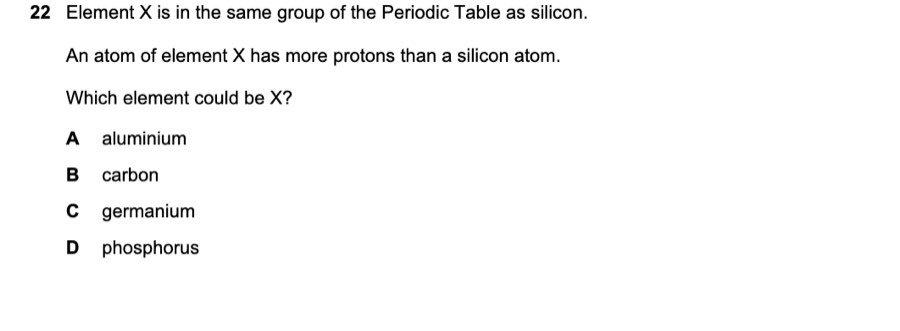 22 Element X is in the same group of the Periodic Table as silicon.
An atom of element X has more protons than a silicon atom.
Which element could be X?
A aluminium
B carbon
C germanium
D phosphorus